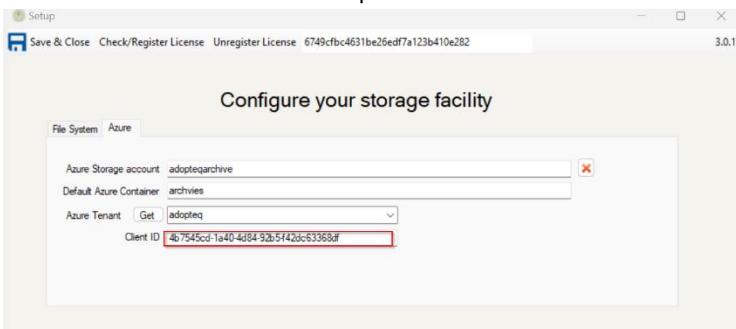 Setup
Save & Close Check/Register License Unregister License 6749cfbc4631be26edf7a123b410e282 3.0.1
Configure your storage facility
File System Azure
Azure Storage account adopteqarchive
Default Azure Container archvies
Azure Tenant Get adopteq
Client ID 4b7545cd-1a40-4d84-92b5-f42dc63368df